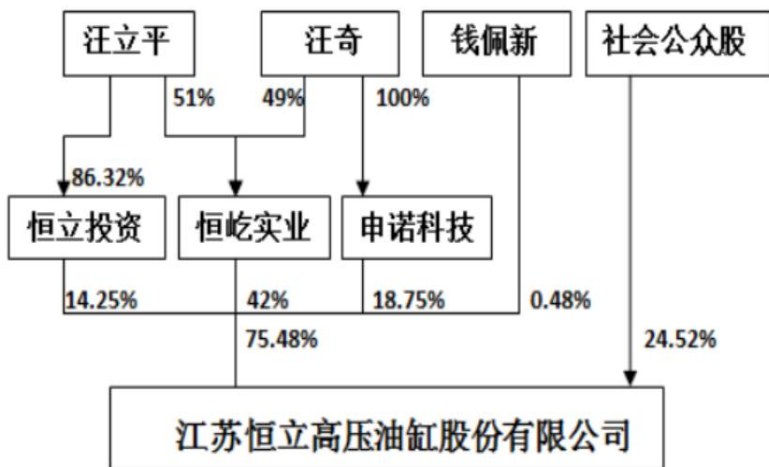 汪立平
汪奇
钱佩新
社会公众股
51%
49%
100%
86.32%
恒立投资
恒屹实业
申诺科技
14.25%
42%
18.75%
0.48%
75.48%
24.52%
江苏恒立高压油缸股份有限公司